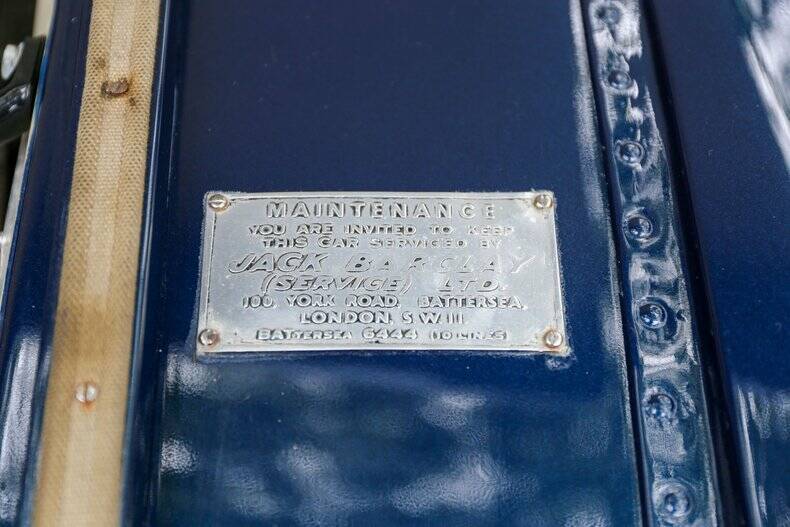 MAINTENANCE
YOU ARE INVITED TO KEEP
THIS CAR SERVICED BY
JACK BARCLAY
(SERVICE) LTD.
100, YORK ROAD, BATTERSEA,
LONDON, S.W.11.
BATTERSEA 6444 (10 LINES)